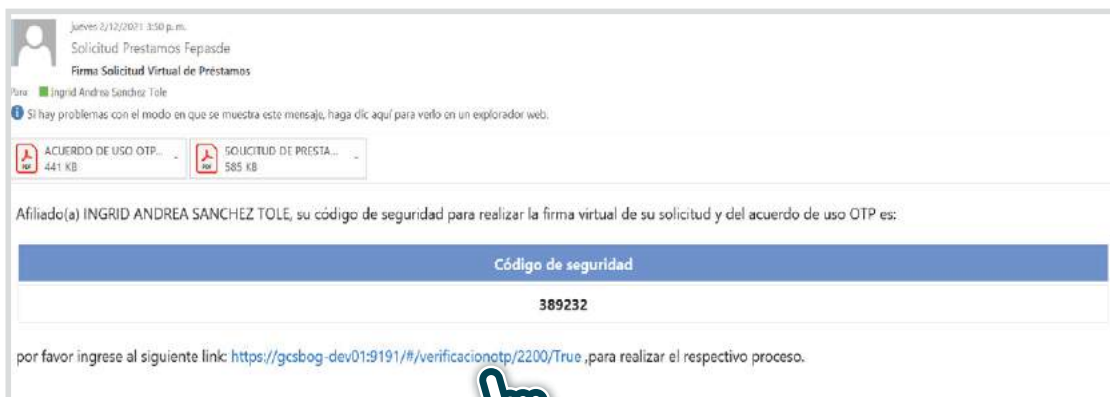 jueves 2/12/2021 3:50 p. m.
Solicitud Prestamos Fepasde
Firma Solicitud Virtual de Préstamos
Para Ingrid Andrea Sanchez Tole
Si hay problemas con el modo en que se muestra este mensaje, haga clic aquí para verlo en un explorador web.
ACUERDO DE USO OTP... SOLICITUD DE PRESTA...
441 KB 585 KB
Afiliado(a) INGRID ANDREA SANCHEZ TOLE, su código de seguridad para realizar la firma virtual de su solicitud y del acuerdo de uso OTP es:
Código de seguridad
389232
por favor ingrese al siguiente link: https://gcsbog-dev01:9191/#/verificacionotp/2200/True ,para realizar el respectivo proceso.